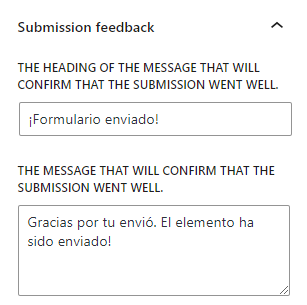 Submission feedback
THE HEADING OF THE MESSAGE THAT WILL
CONFIRM THAT THE SUBMISSION WENT WELL.
¡Formulario enviado!
THE MESSAGE THAT WILL CONFIRM THAT THE
SUBMISSION WENT WELL.
Gracias por tu envió. El elemento ha
sido enviado!